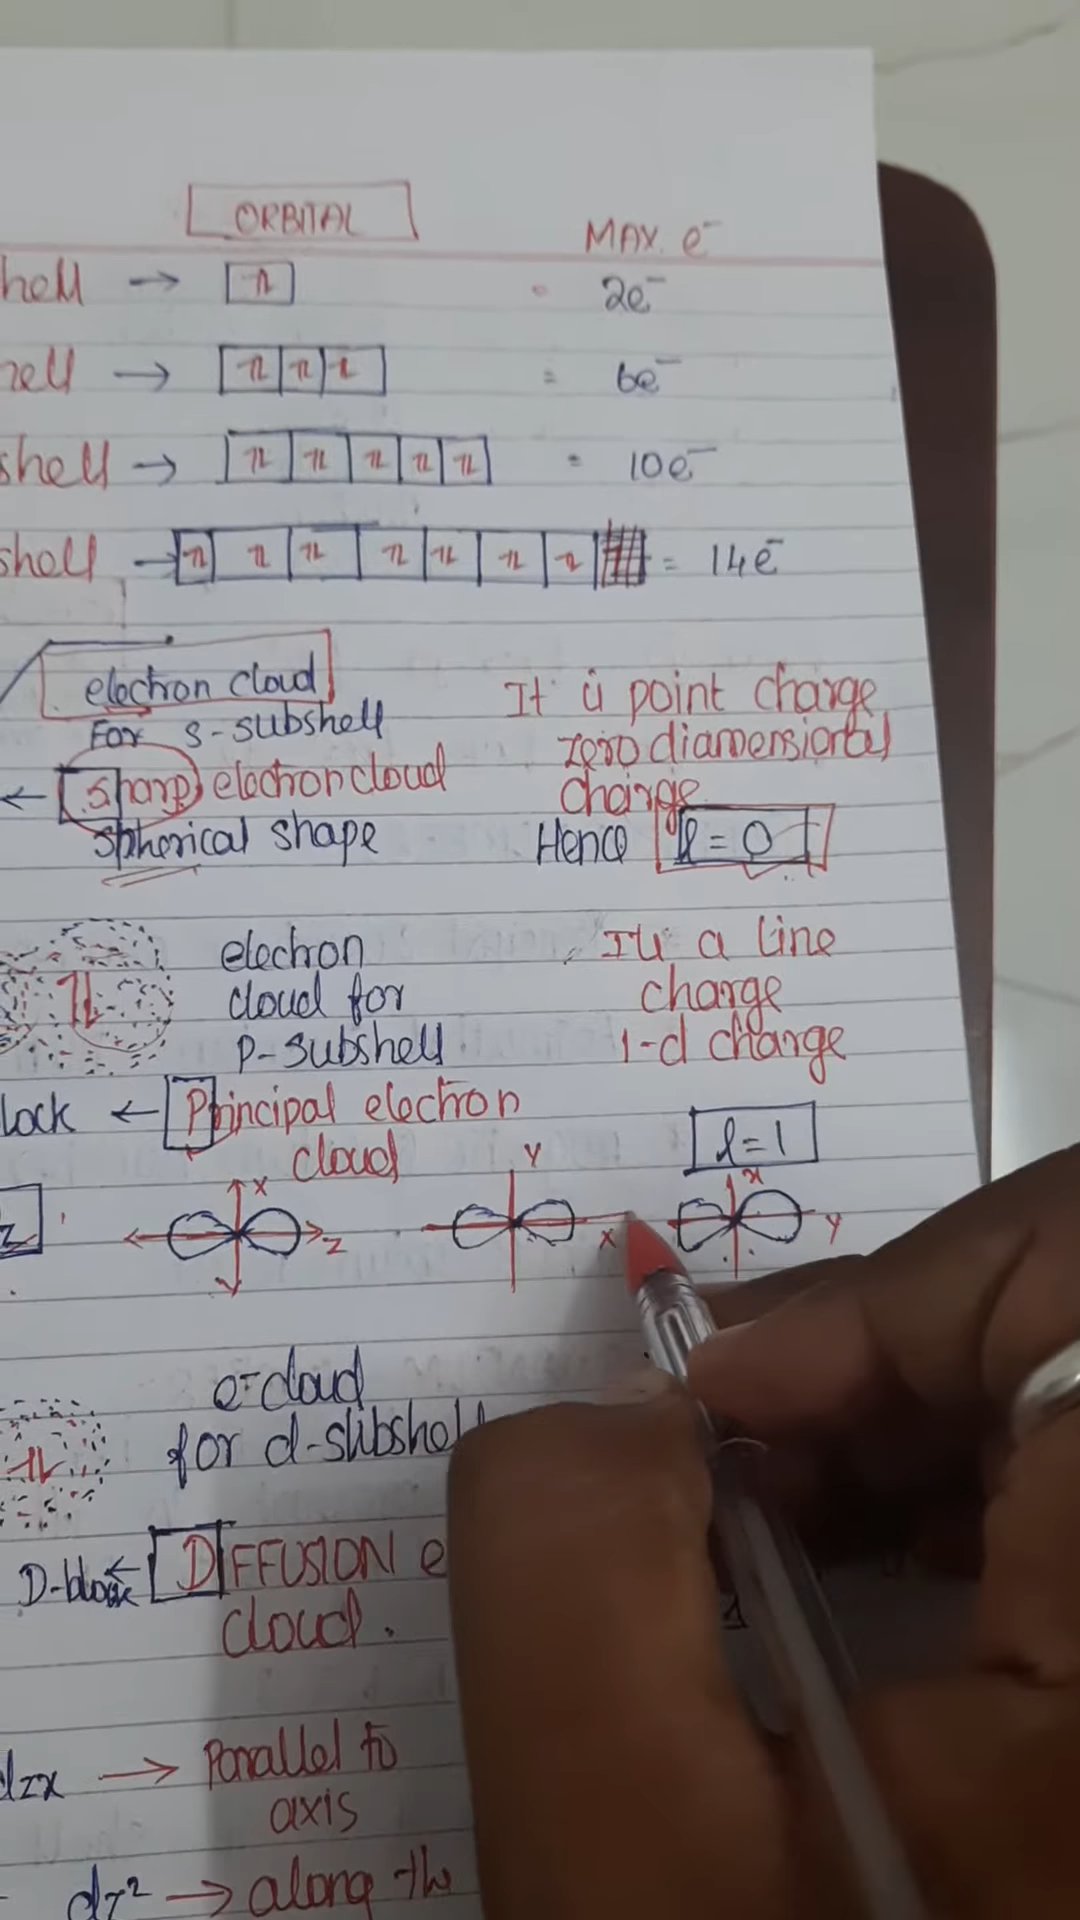 ORBITAL MAX. e⁻
hell → ⥮ 2e⁻
hell → ⥮ ⥮ ⥮ = 6e⁻
shell → ⥮ ⥮ ⥮ ⥮ ⥮ = 10e⁻
shell → ⥮ ⥮ ⥮ ⥮ ⥮ ⥮ ⥮ = 14e⁻
electron cloud
For s-subshell
← Sharp electron cloud
spherical shape
It is point charge
zero diamensional
charge
Hence l = 0
electron
cloud for
p-subshell
It is a line
charge
1-d charge
lock ← Principal electron
cloud
l = 1
X Z
Y X
X Y
Z
e⁻cloud
for d-subshell
D-block ← DIFFUSION e
cloud.
dzx → Parallel to
axis
dz² → along the